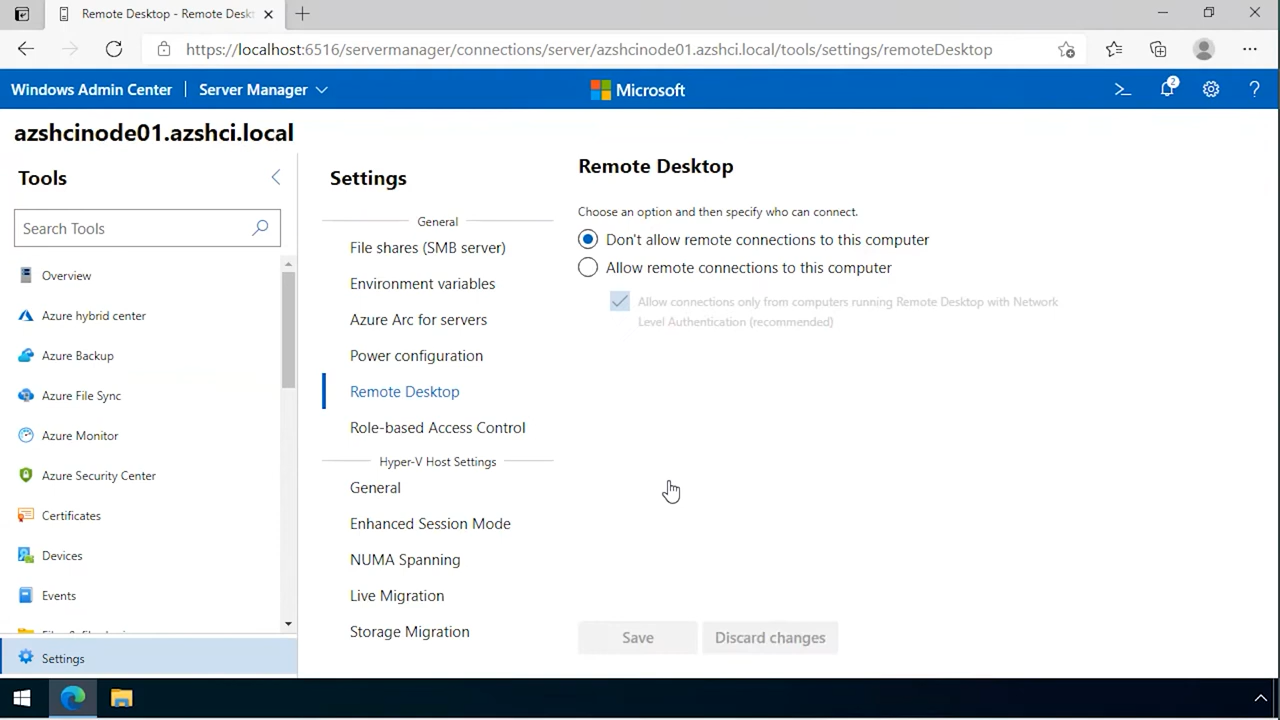 Remote Desktop - Remote Deskt
https://localhost:6516/servermanager/connections/server/azshcinode01.azshci.local/tools/settings/remoteDesktop
Windows Admin Center
Server Manager
Microsoft
2
azshcinode01.azshci.local
Tools
Search Tools
Overview
Azure hybrid center
Azure Backup
Azure File Sync
Azure Monitor
Azure Security Center
Certificates
Devices
Events
Settings
Settings
General
File shares (SMB server)
Environment variables
Azure Arc for servers
Power configuration
Remote Desktop
Role-based Access Control
Hyper-V Host Settings
General
Enhanced Session Mode
NUMA Spanning
Live Migration
Storage Migration
Remote Desktop
Choose an option and then specify who can connect.
Don't allow remote connections to this computer
Allow remote connections to this computer
Allow connections only from computers running Remote Desktop with Network
Level Authentication (recommended)
Save
Discard changes